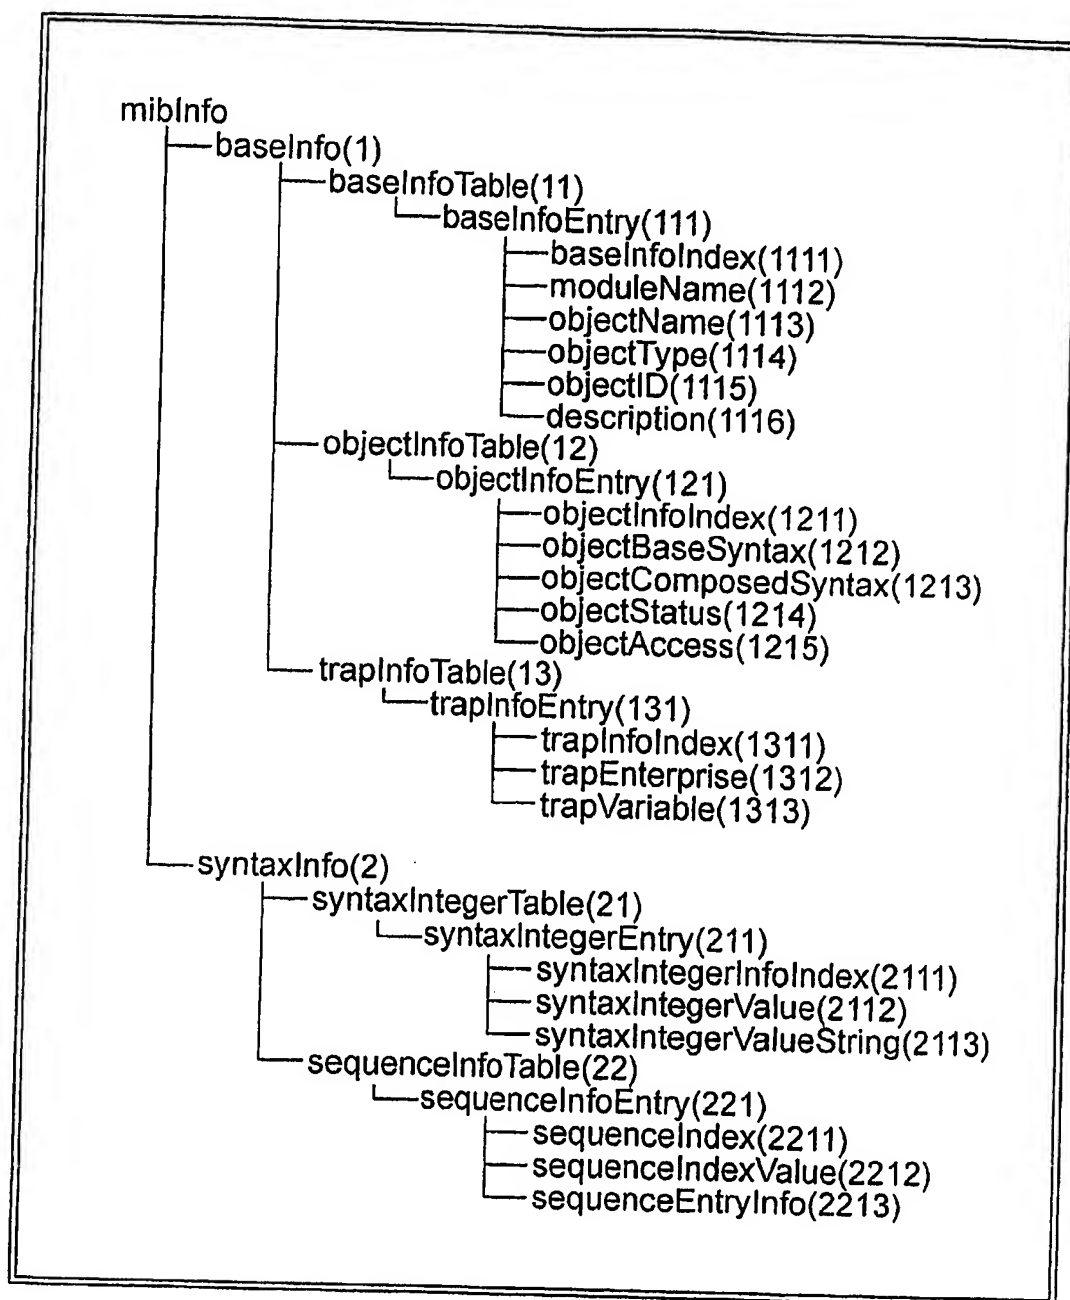 mibInfo
baseInfo(1)
baseInfoTable(11)
baseInfoEntry(111)
baseInfoIndex(1111)
moduleName(1112)
objectName(1113)
objectType(1114)
objectID(1115)
description(1116)
objectInfoTable(12)
objectInfoEntry(121)
objectInfoIndex(1211)
objectBaseSyntax(1212)
objectComposedSyntax(1213)
objectStatus(1214)
objectAccess(1215)
trapInfoTable(13)
trapInfoEntry(131)
trapInfoIndex(1311)
trapEnterprise(1312)
trapVariable(1313)
syntaxInfo(2)
syntaxIntegerTable(21)
syntaxIntegerEntry(211)
syntaxIntegerInfoIndex(2111)
syntaxIntegerValue(2112)
syntaxIntegerValueString(2113)
sequenceInfoTable(22)
sequenceInfoEntry(221)
sequenceIndex(2211)
sequenceIndexValue(2212)
sequenceEntryInfo(2213)